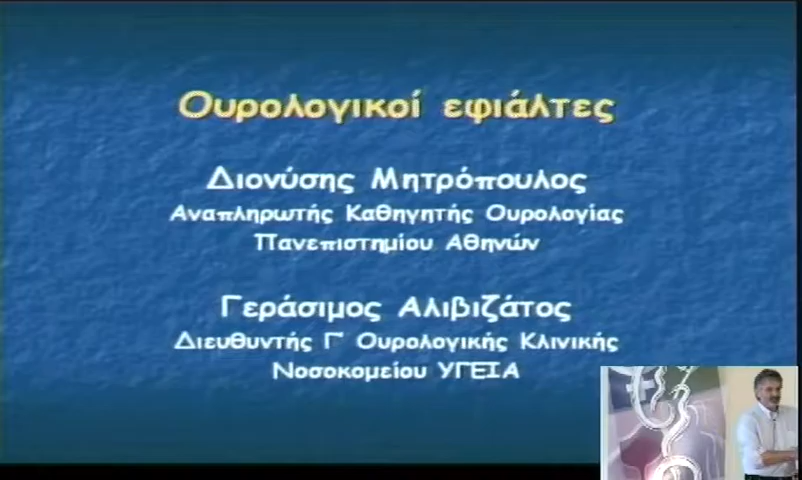 Ουρολογικοί εφιάλτες
Διονύσης Μητρόπουλος
Αναπληρωτής Καθηγητής Ουρολογίας
Πανεπιστημίου Αθηνών
Γεράσιμος Αλιβιζάτος
Διευθυντής Γ' Ουρολογικής Κλινικής
Νοσοκομείου ΥΓΕΙΑ